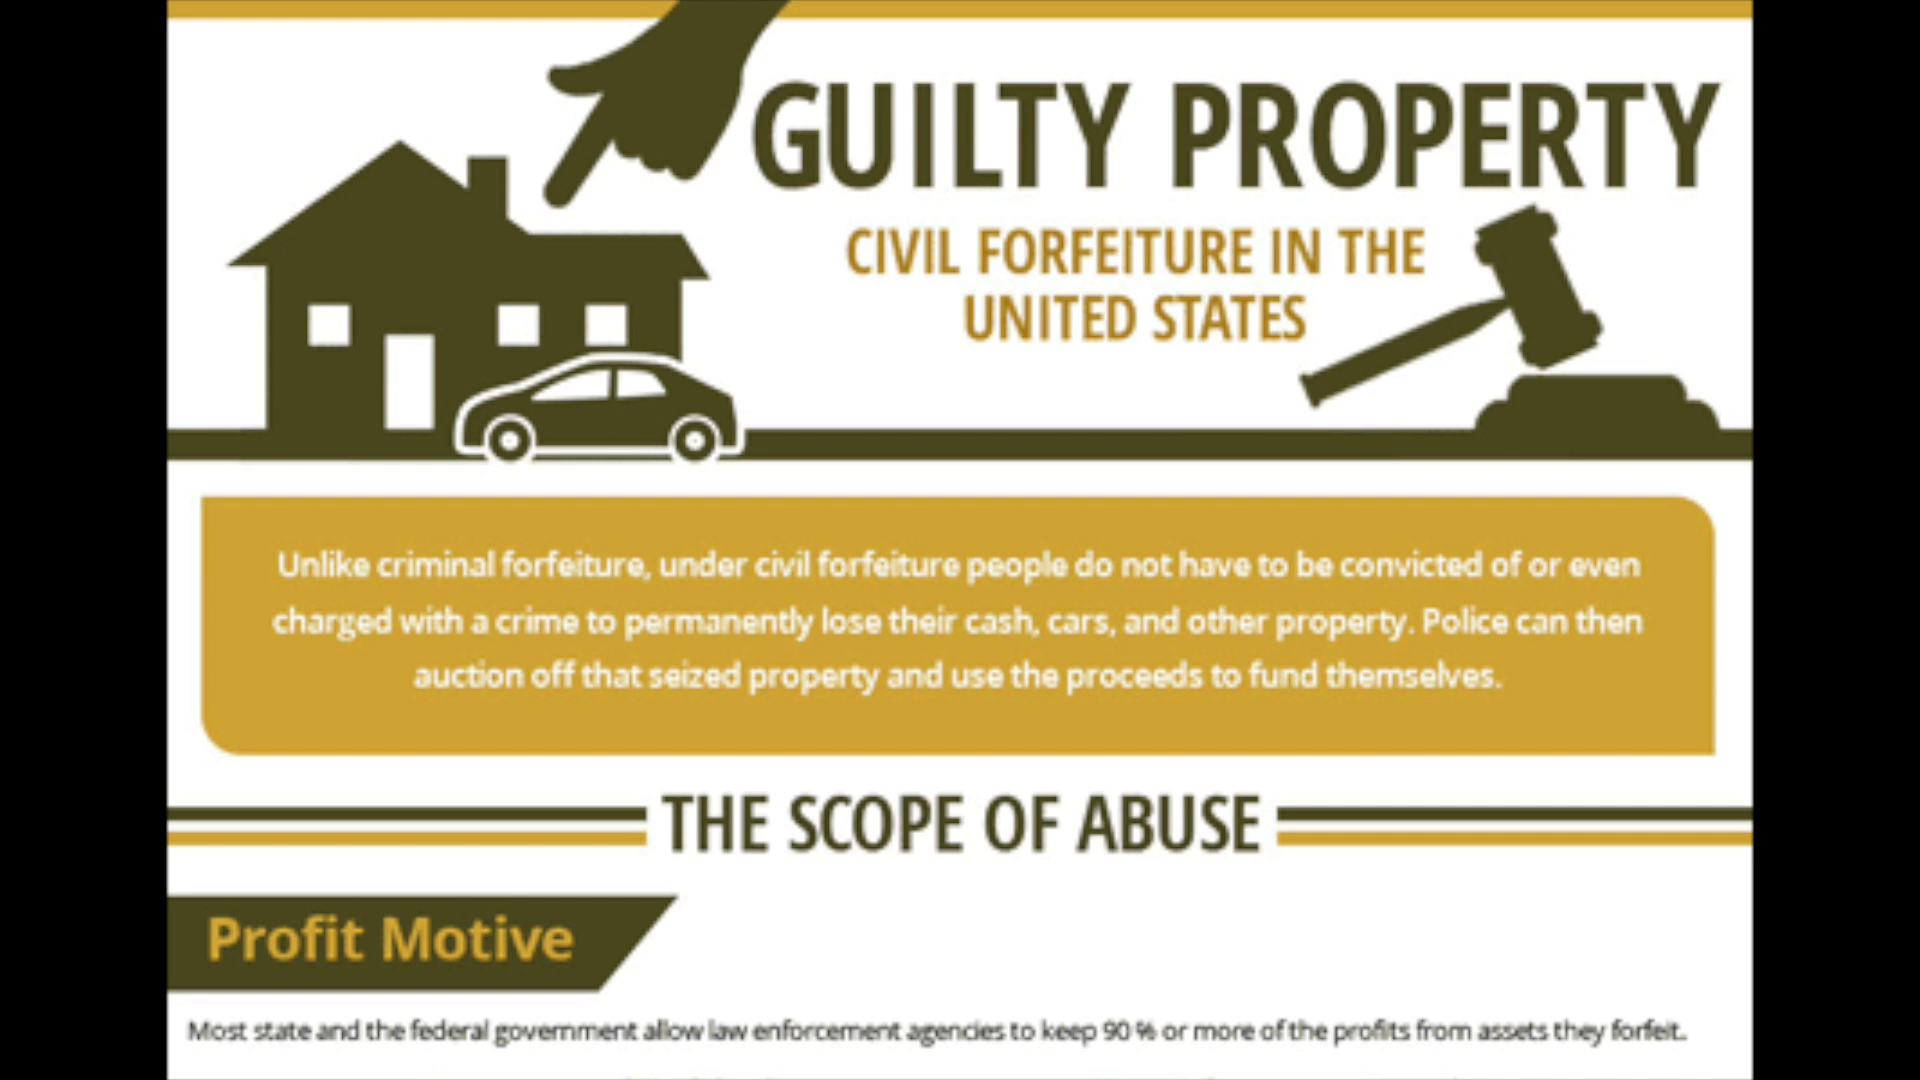 GUILTY PROPERTY
CIVIL FORFEITURE IN THE
UNITED STATES
Unlike criminal forfeiture, under civil forfeiture people do not have to be convicted of or even
charged with a crime to permanently lose their cash, cars, and other property. Police can then
auction off that seized property and use the proceeds to fund themselves.
THE SCOPE OF ABUSE
Profit Motive
Most state and the federal government allow law enforcement agencies to keep 90 % or more of the profits from assets they forfeit.